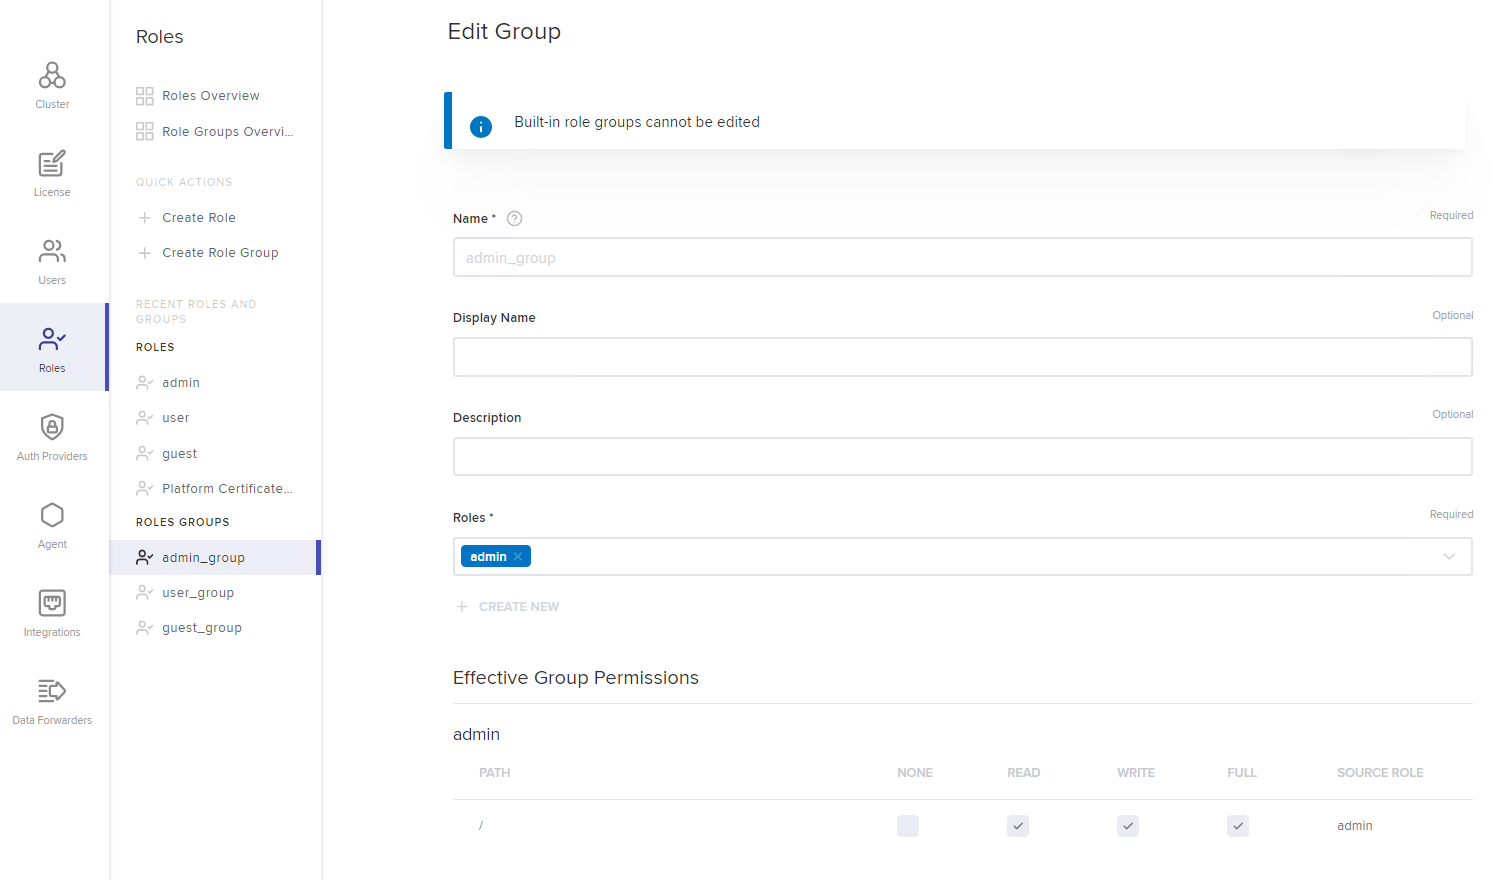 Cluster
License
Users
Roles
Auth Providers
Agent
Integrations
Data Forwarders
Roles
Roles Overview
Role Groups Overvi...
QUICK ACTIONS
Create Role
Create Role Group
RECENT ROLES AND
GROUPS
ROLES
admin
user
guest
Platform Certificate...
ROLES GROUPS
admin_group
user_group
guest_group
Edit Group
Built-in role groups cannot be edited
Name * Required
admin_group
Display Name Optional
Description Optional
Roles * Required
admin
CREATE NEW
Effective Group Permissions
admin
PATH NONE READ WRITE FULL SOURCE ROLE
/ admin